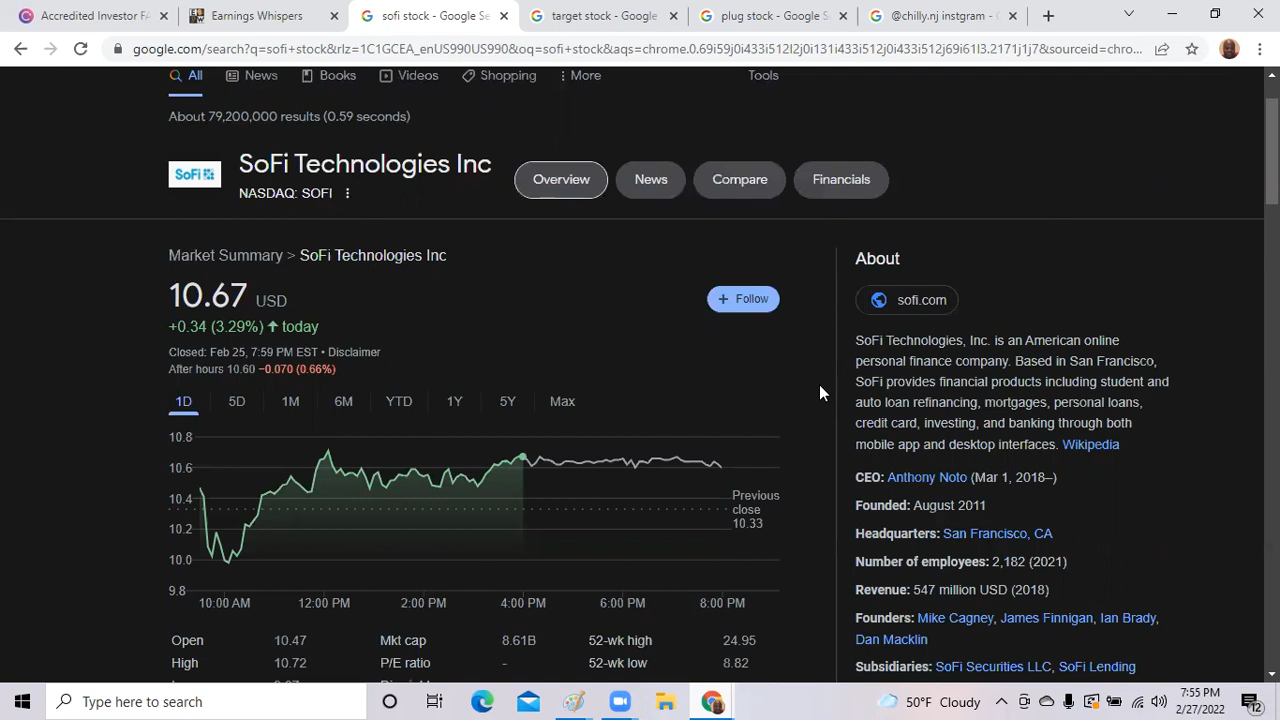 Accredited Investor FA
Earnings Whispers
sofi stock - Google Se
target stock - Google
plug stock - Google S
@chilly.nj instgram - G
google.com/search?q=sofi+stock&rlz=1C1GCEA_enUS990US990&oq=sofi+stock&aqs=chrome.0.69i59j0i433i512l2j0i131i433i512j0i433i512j69i61l3.2171j1j7&sourceid=chro...
All
News
Books
Videos
Shopping
More
Tools
About 79,200,000 results (0.59 seconds)
SoFi
SoFi Technologies Inc
NASDAQ: SOFI
Overview
News
Compare
Financials
Market Summary > SoFi Technologies Inc
10.67 USD
+ Follow
+0.34 (3.29%) today
Closed: Feb 25, 7:59 PM EST • Disclaimer
After hours 10.60 −0.070 (0.66%)
1D 5D 1M 6M YTD 1Y 5Y Max
10.8
10.6
10.4
10.2
10.0
9.8
Previous
close
10.33
10:00 AM 12:00 PM 2:00 PM 4:00 PM 6:00 PM 8:00 PM
Open 10.47 Mkt cap 8.61B 52-wk high 24.95
High 10.72 P/E ratio - 52-wk low 8.82
About
sofi.com
SoFi Technologies, Inc. is an American online
personal finance company. Based in San Francisco,
SoFi provides financial products including student and
auto loan refinancing, mortgages, personal loans,
credit card, investing, and banking through both
mobile app and desktop interfaces. Wikipedia
CEO: Anthony Noto (Mar 1, 2018–)
Founded: August 2011
Headquarters: San Francisco, CA
Number of employees: 2,182 (2021)
Revenue: 547 million USD (2018)
Founders: Mike Cagney, James Finnigan, Ian Brady,
Dan Macklin
Subsidiaries: SoFi Securities LLC, SoFi Lending
Type here to search
50°F Cloudy
7:55 PM
2/27/2022
12